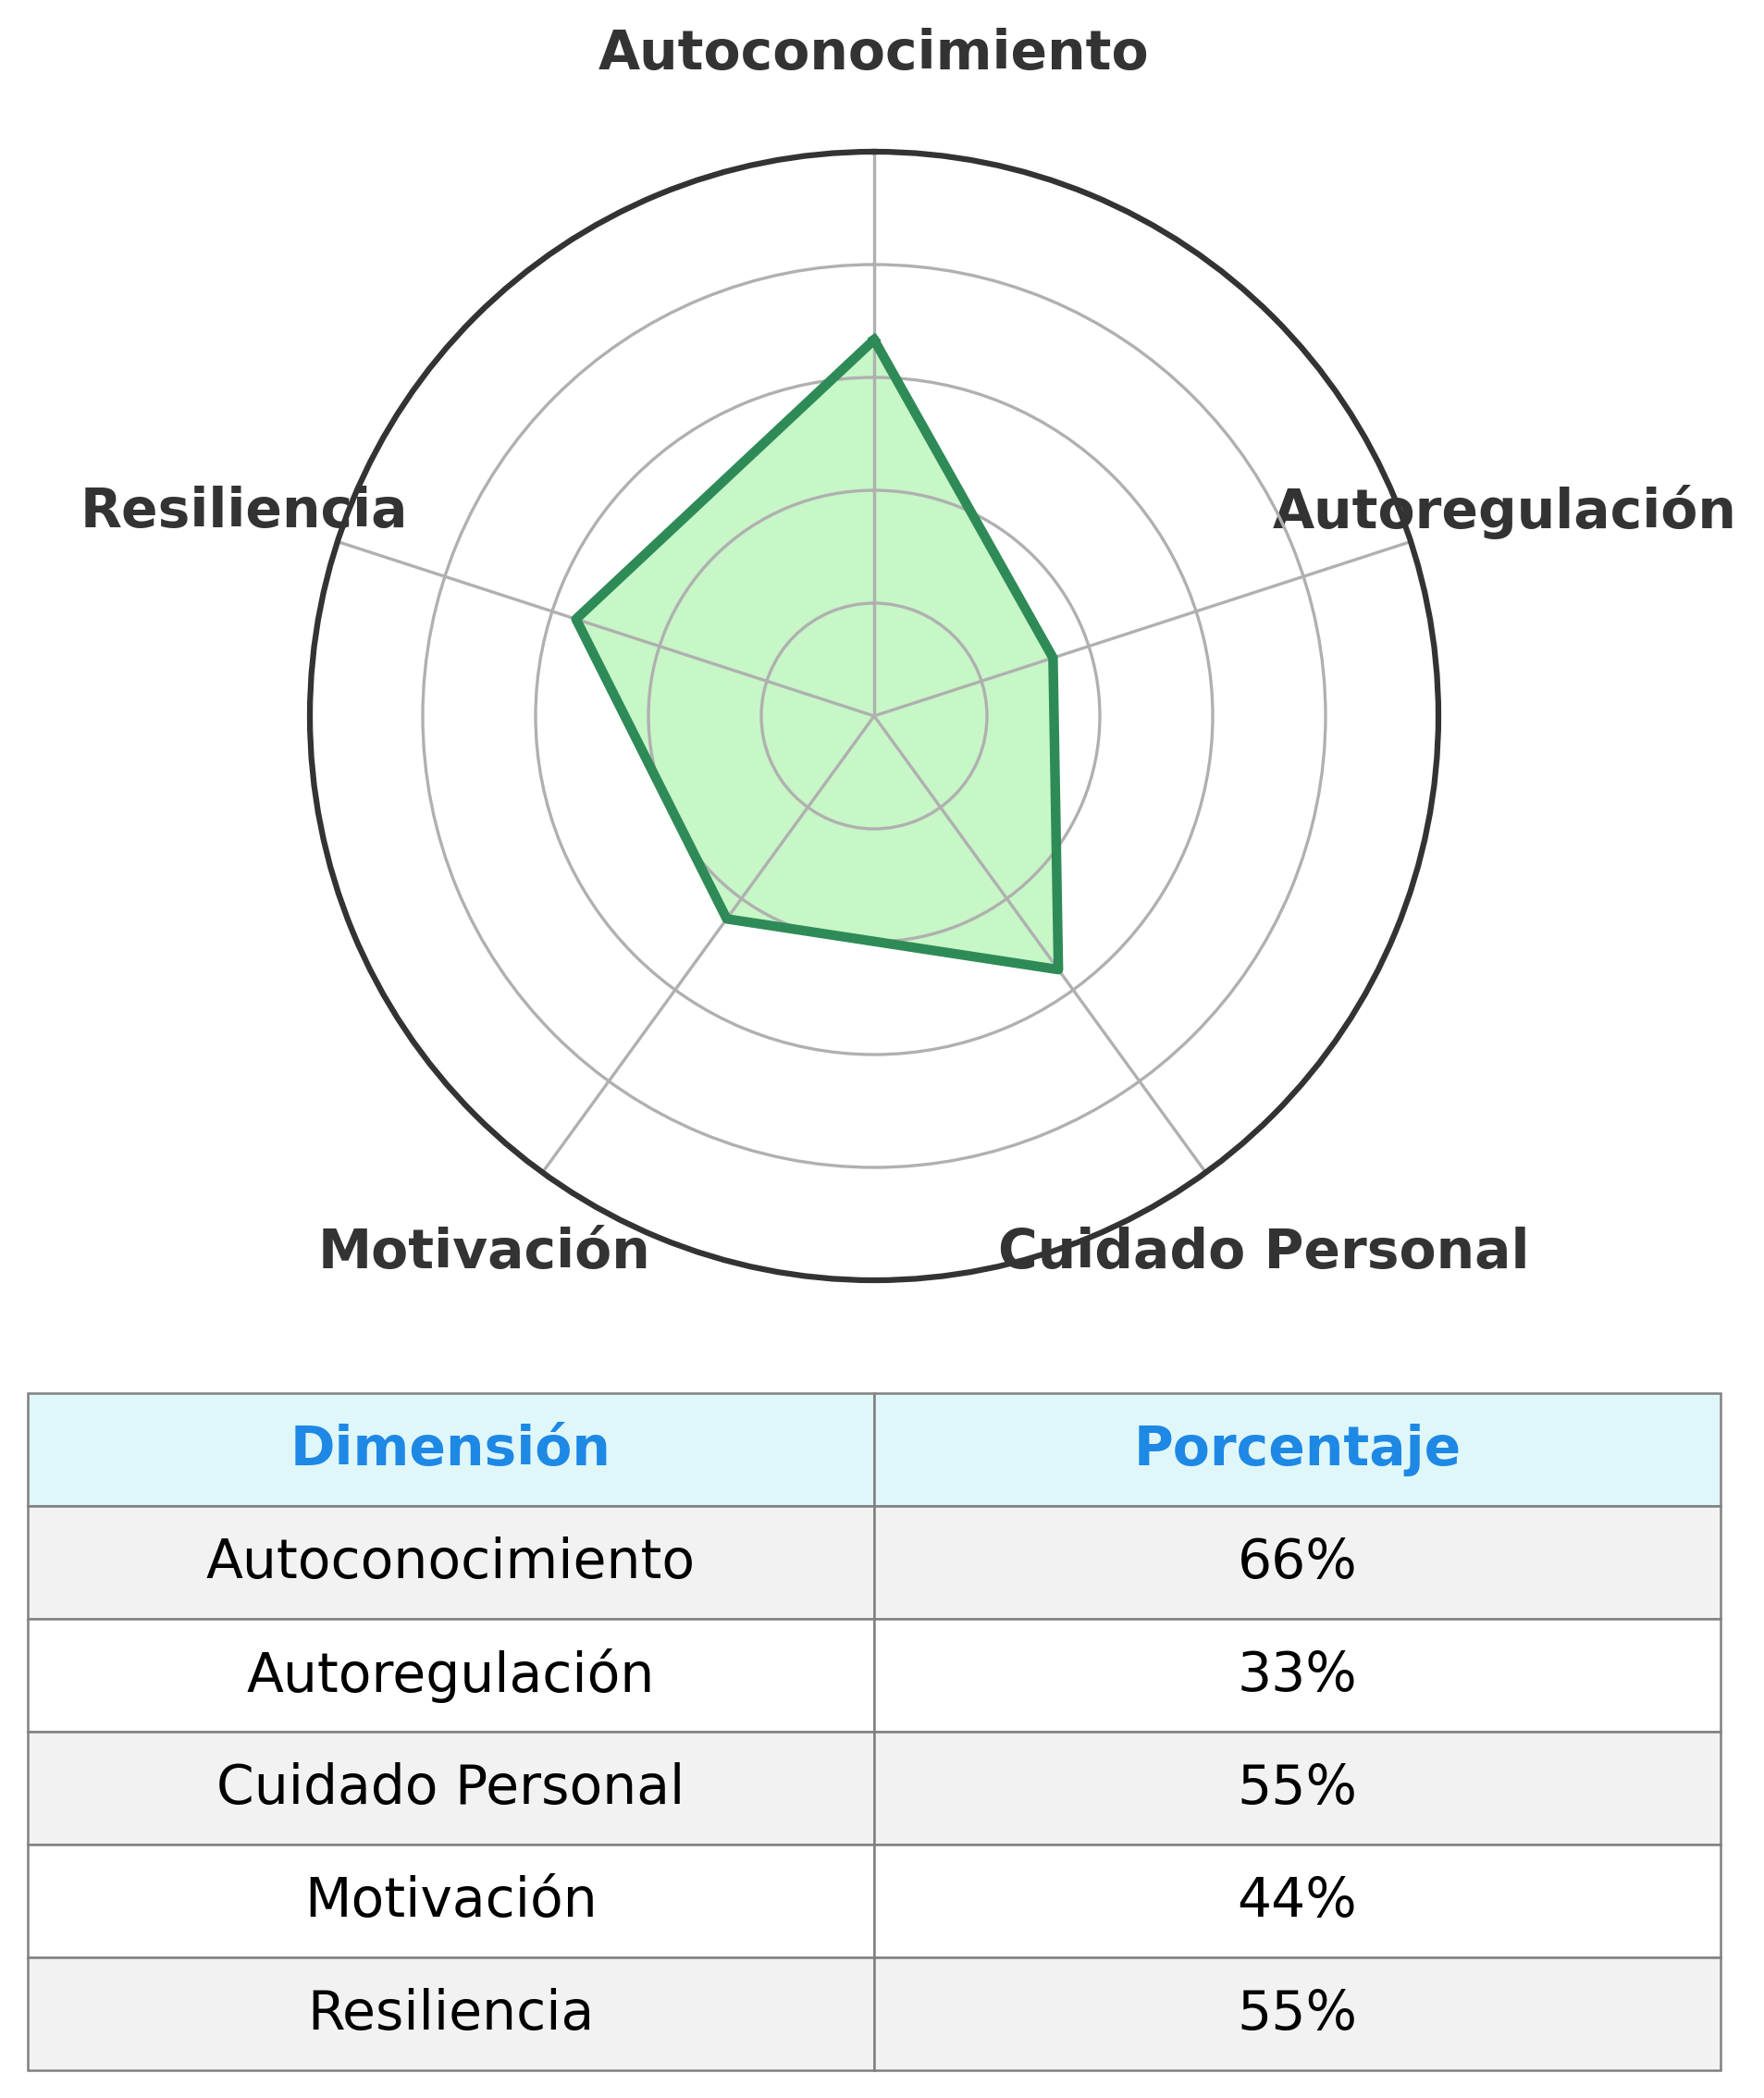 Autoconocimiento
Resiliencia
Autoregulación
Motivación
Cuidado Personal
Dimensión Porcentaje
Autoconocimiento 66%
Autoregulación 33%
Cuidado Personal 55%
Motivación 44%
Resiliencia 55%